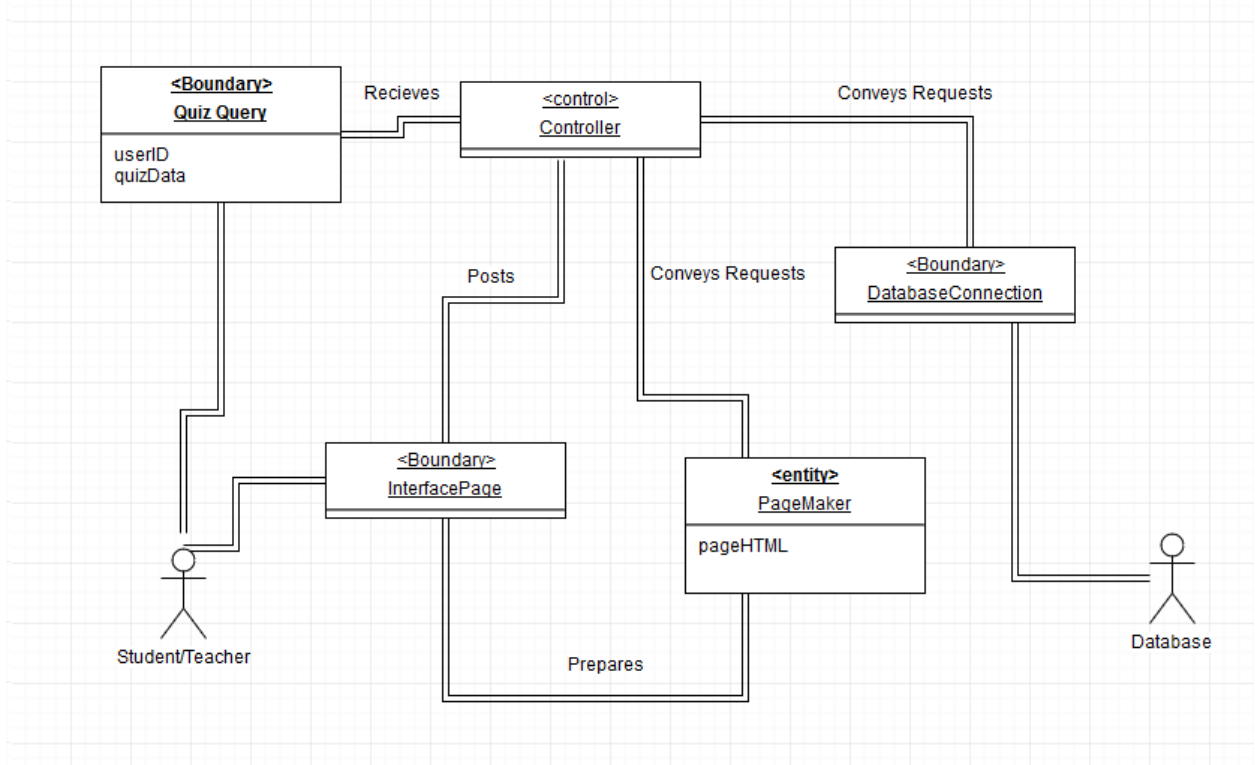 <Boundary>
Quiz Query
userID
quizData
Recieves
<control>
Controller
Conveys Requests
Posts
Conveys Requests
<Boundary>
DatabaseConnection
<Boundary>
InterfacePage
<entity>
PageMaker
pageHTML
Student/Teacher
Prepares
Database